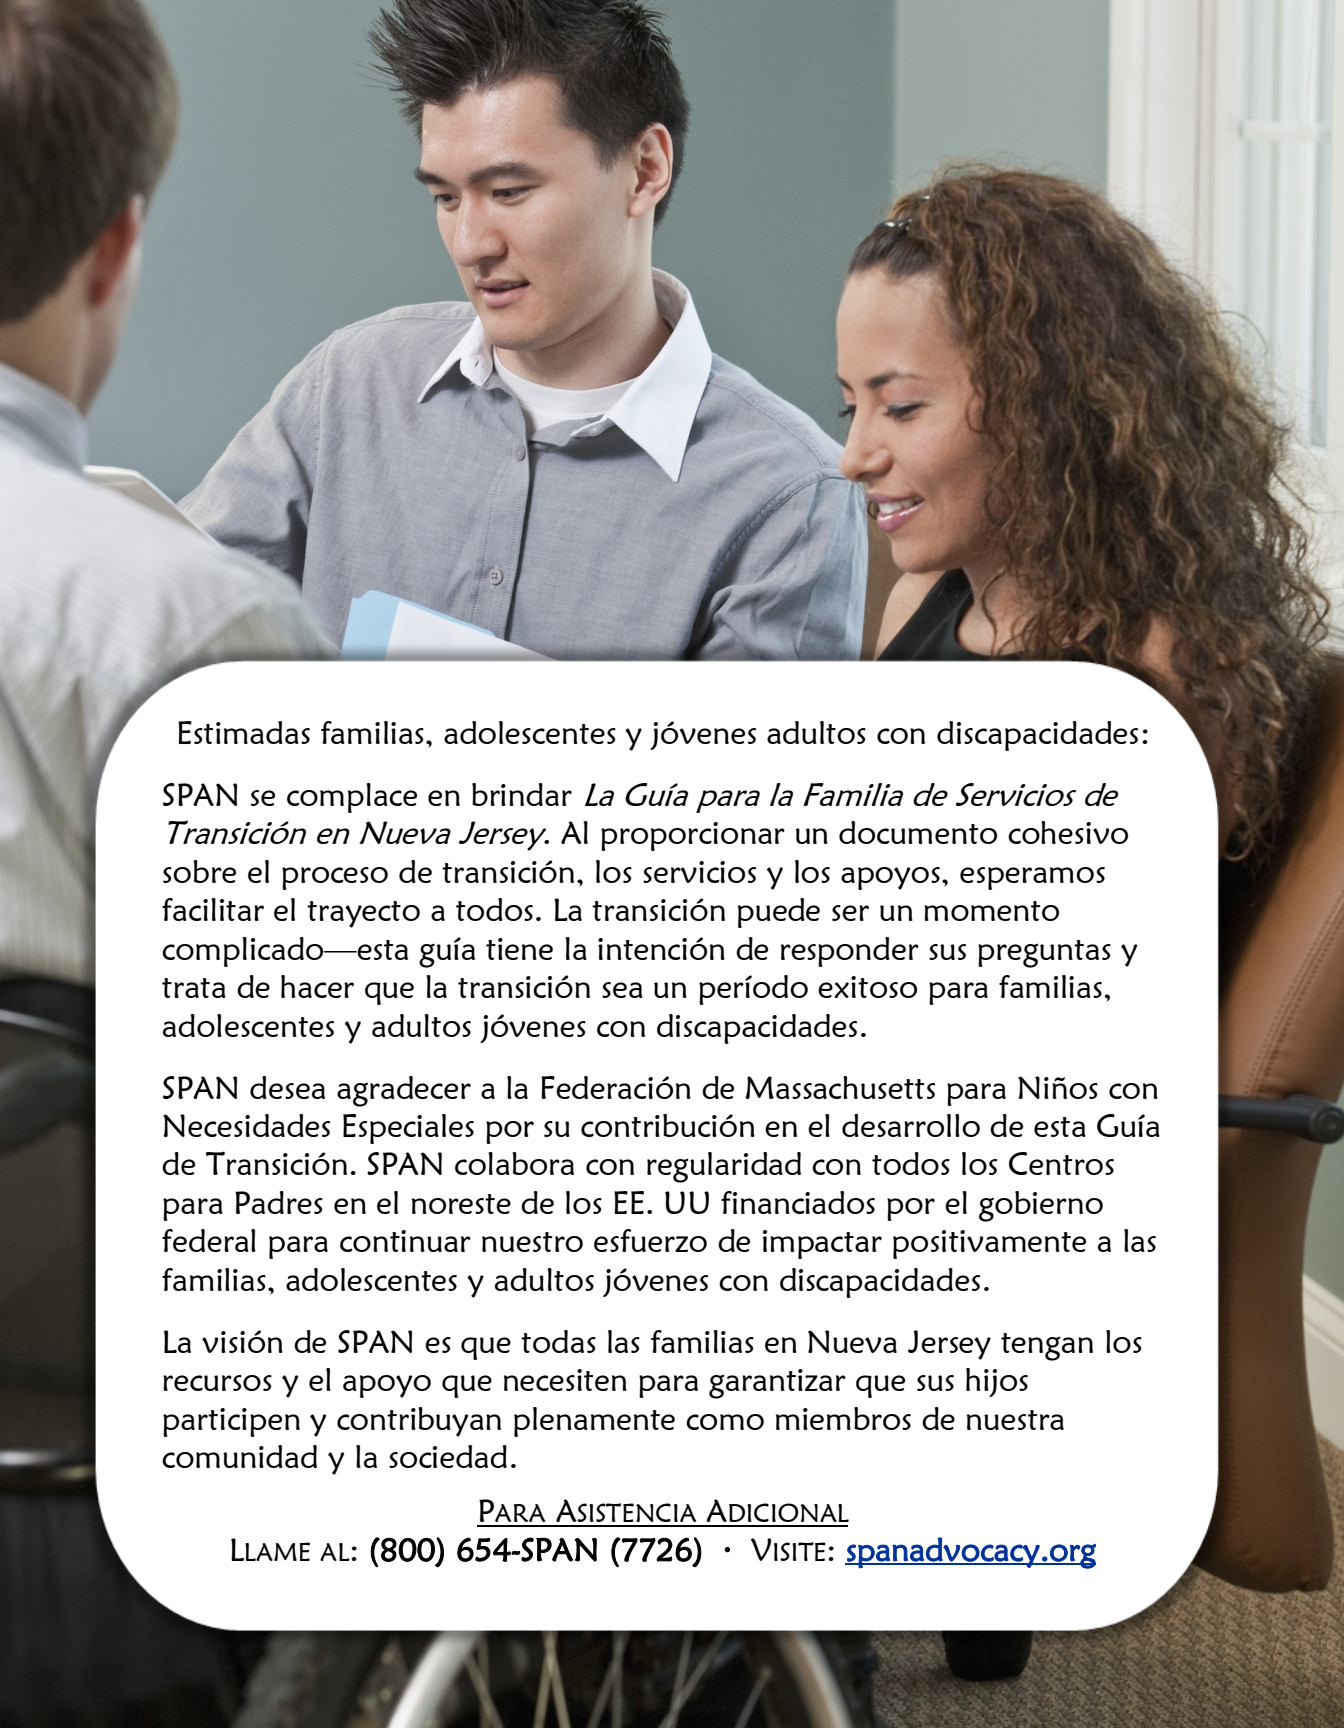 Estimadas familias, adolescentes y jóvenes adultos con discapacidades:
SPAN se complace en brindar La Guía para la Familia de Servicios de
Transición en Nueva Jersey. Al proporcionar un documento cohesivo
sobre el proceso de transición, los servicios y los apoyos, esperamos
facilitar el trayecto a todos. La transición puede ser un momento
complicado—esta guía tiene la intención de responder sus preguntas y
trata de hacer que la transición sea un período exitoso para familias,
adolescentes y adultos jóvenes con discapacidades.
SPAN desea agradecer a la Federación de Massachusetts para Niños con
Necesidades Especiales por su contribución en el desarrollo de esta Guía
de Transición. SPAN colabora con regularidad con todos los Centros
para Padres en el noreste de los EE. UU financiados por el gobierno
federal para continuar nuestro esfuerzo de impactar positivamente a las
familias, adolescentes y adultos jóvenes con discapacidades.
La visión de SPAN es que todas las familias en Nueva Jersey tengan los
recursos y el apoyo que necesiten para garantizar que sus hijos
participen y contribuyan plenamente como miembros de nuestra
comunidad y la sociedad.
PARA ASISTENCIA ADICIONAL
LLAME AL: (800) 654-SPAN (7726) · VISITE: spanadvocacy.org